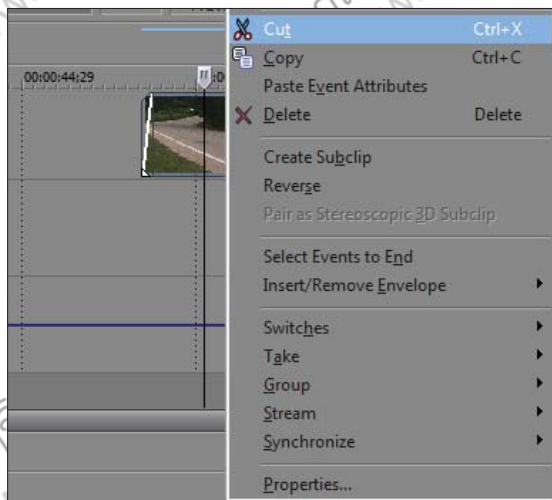 Cut Ctrl+X
Copy Ctrl+C
Paste Event Attributes
Delete Delete
Create Subclip
Reverse
Pair as Stereoscopic 3D Subclip
Select Events to End
Insert/Remove Envelope
Switches
Take
Group
Stream
Synchronize
Properties...
00:00:44;29